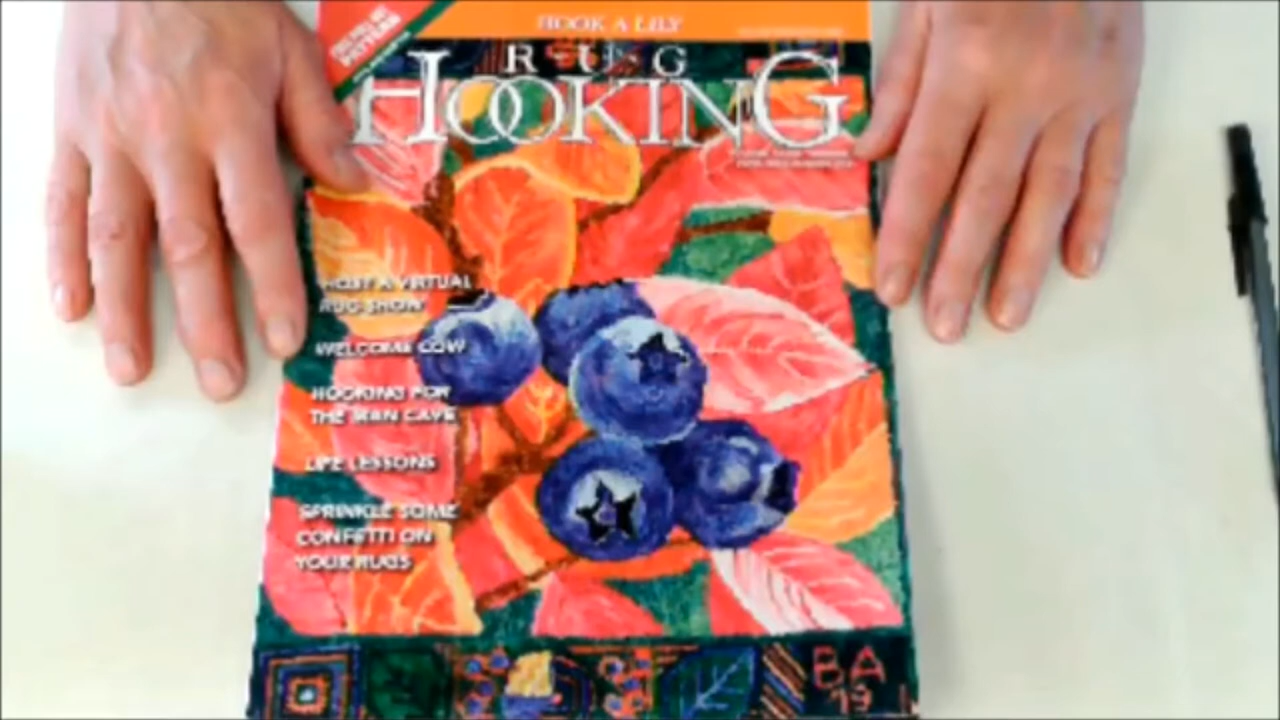 HOOK A LILY
RUG
HOOKING
HOST A VIRTUAL
RUG SHOW
WELCOME COW
HOOKING FOR
THE MAN CAVE
LIFE LESSONS
SPRINKLE SOME
CONFETTI ON
YOUR RUGS
BA
19